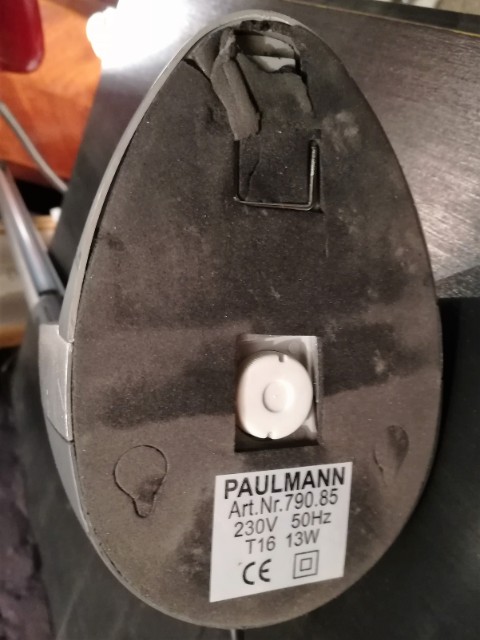 PAULMANN
Art.Nr.790.85
230V 50Hz
T16 13W
CE